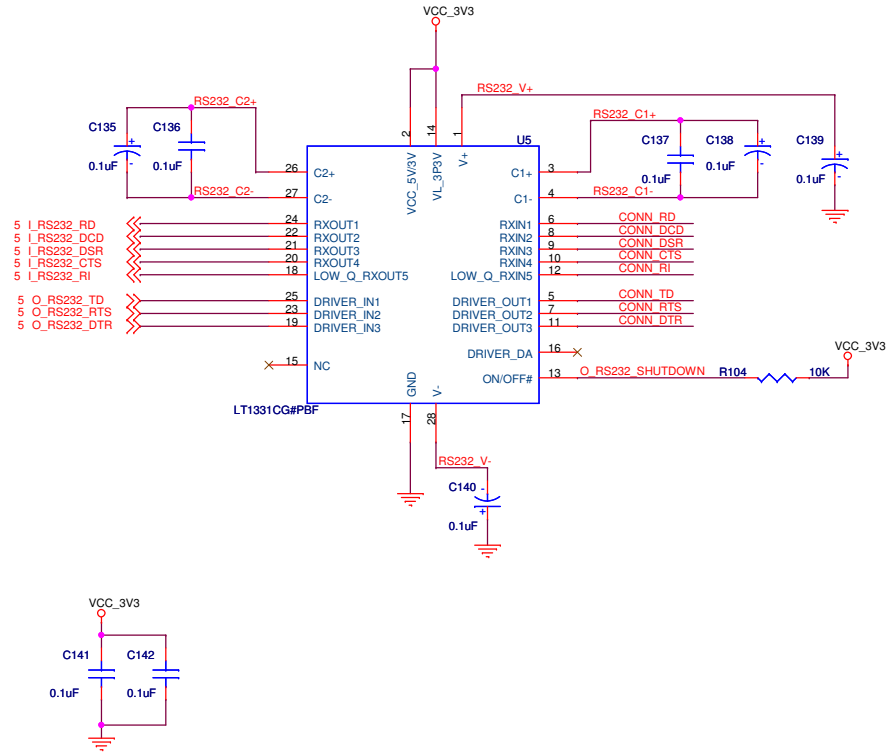 VCC_3V3
RS232_V+
RS232_C2+
RS232_C1+
C135
C136
0.1uF
0.1uF
2
14
1
U5
C137
C138
C139
0.1uF
0.1uF
0.1uF
VCC_5V/3V
VL_3P3V
V+
26 C2+
C1+ 3
27 C2-
C1- 4
RS232_C2-
RS232_C1-
5 I_RS232_RD 24 RXOUT1 RXIN1 6 CONN_RD
5 I_RS232_DCD 22 RXOUT2 RXIN2 8 CONN_DCD
5 I_RS232_DSR 21 RXOUT3 RXIN3 9 CONN_DSR
5 I_RS232_CTS 20 RXOUT4 RXIN4 10 CONN_CTS
5 I_RS232_RI 18 LOW_Q_RXOUT5 LOW_Q_RXIN5 12 CONN_RI
5 O_RS232_TD 25 DRIVER_IN1 DRIVER_OUT1 5 CONN_TD
5 O_RS232_RTS 23 DRIVER_IN2 DRIVER_OUT2 7 CONN_RTS
5 O_RS232_DTR 19 DRIVER_IN3 DRIVER_OUT3 11 CONN_DTR
DRIVER_DA 16
VCC_3V3
15 NC
ON/OFF# 13 O_RS232_SHUTDOWN R104 10K
GND
V-
LT1331CG#PBF
17
28
RS232_V-
C140
0.1uF
VCC_3V3
C141
C142
0.1uF
0.1uF